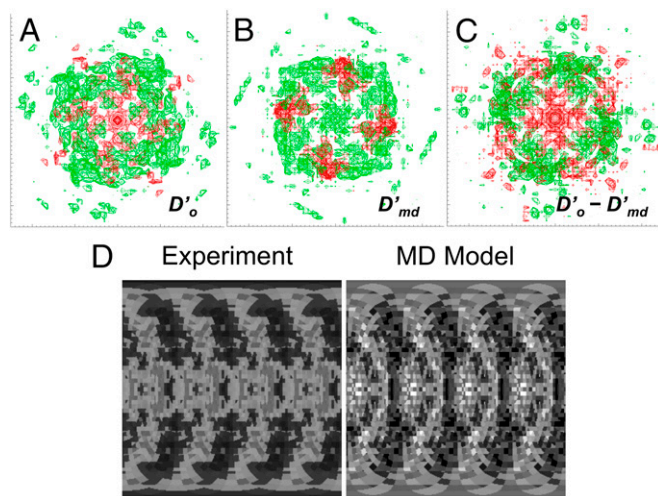 A
B
C
D'o
D'md
D'o – D'md
D
Experiment
MD Model